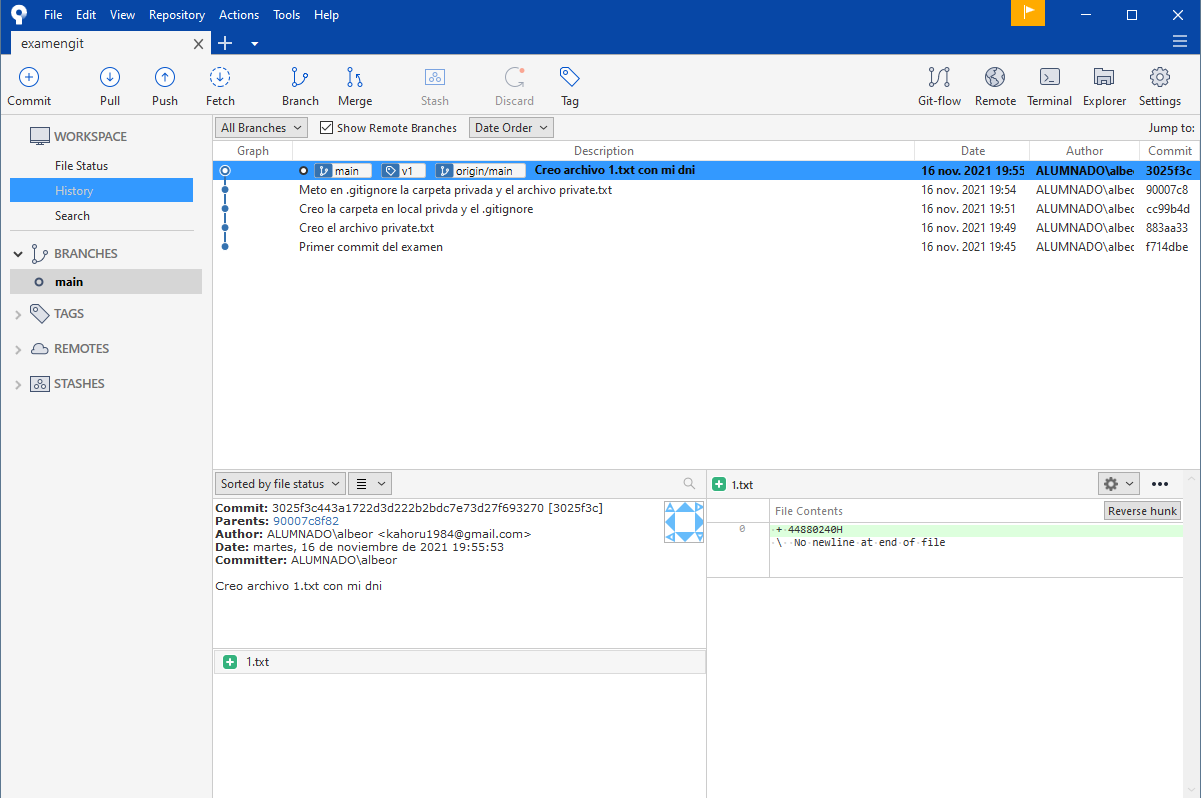 File Edit View Repository Actions Tools Help
examengit
Commit Pull Push Fetch Branch Merge Stash Discard Tag Git-flow Remote Terminal Explorer Settings
WORKSPACE
File Status
History
Search
BRANCHES
main
TAGS
REMOTES
STASHES
All Branches Show Remote Branches Date Order Jump to:
Graph Description Date Author Commit
main v1 origin/main Creo archivo 1.txt con mi dni 16 nov. 2021 19:55 ALUMNADO\albec 3025f3c
Meto en .gitignore la carpeta privada y el archivo private.txt 16 nov. 2021 19:54 ALUMNADO\albec 90007c8
Creo la carpeta en local privda y el .gitignore 16 nov. 2021 19:51 ALUMNADO\albec cc99b4d
Creo el archivo private.txt 16 nov. 2021 19:49 ALUMNADO\albec 883aa33
Primer commit del examen 16 nov. 2021 19:45 ALUMNADO\albec f714dbe
Sorted by file status
Commit: 3025f3c443a1722d3d222b2bdc7e73d27f693270 [3025f3c]
Parents: 90007c8f82
Author: ALUMNADO\albeor <kahoru1984@gmail.com>
Date: martes, 16 de noviembre de 2021 19:55:53
Committer: ALUMNADO\albeor
Creo archivo 1.txt con mi dni
1.txt
1.txt
File Contents Reverse hunk
0 + 44880240H
\ No newline at end of file